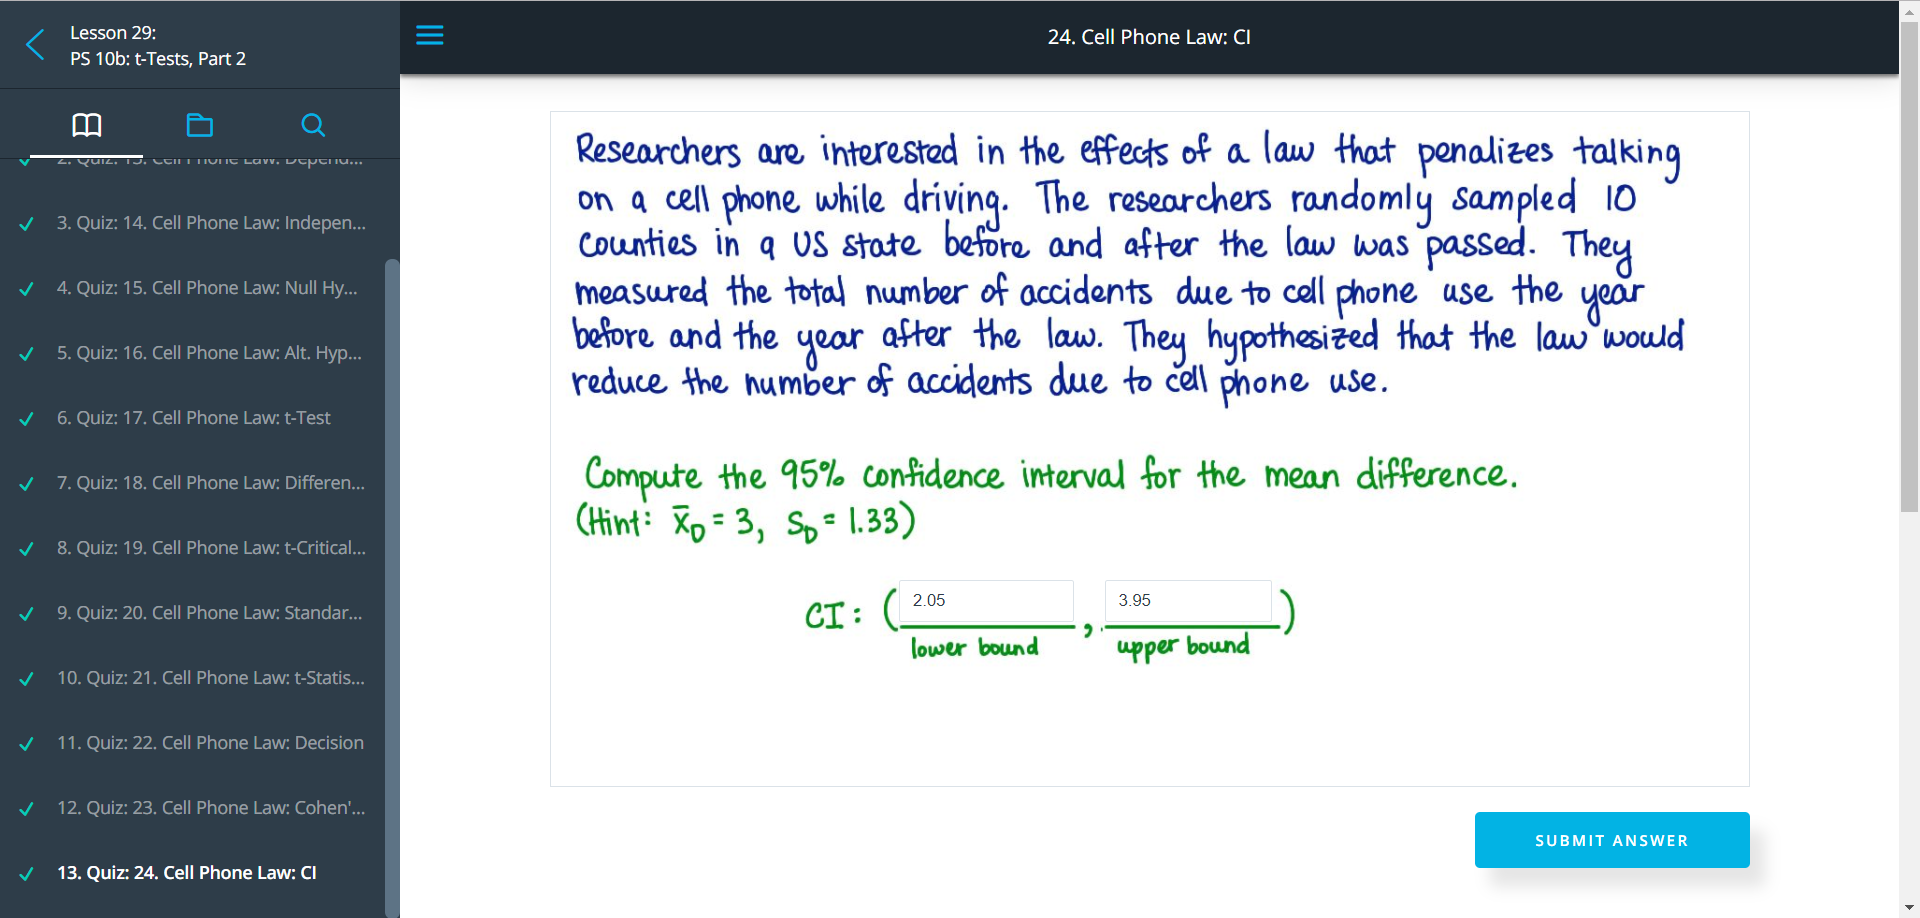 Lesson 29:
PS 10b: t-Tests, Part 2
24. Cell Phone Law: CI
2. Quiz: 13. Cell Phone Law: Depend...
3. Quiz: 14. Cell Phone Law: Indepen...
4. Quiz: 15. Cell Phone Law: Null Hy...
5. Quiz: 16. Cell Phone Law: Alt. Hyp...
6. Quiz: 17. Cell Phone Law: t-Test
7. Quiz: 18. Cell Phone Law: Differen...
8. Quiz: 19. Cell Phone Law: t-Critical...
9. Quiz: 20. Cell Phone Law: Standar...
10. Quiz: 21. Cell Phone Law: t-Statis...
11. Quiz: 22. Cell Phone Law: Decision
12. Quiz: 23. Cell Phone Law: Cohen'...
13. Quiz: 24. Cell Phone Law: CI
Researchers are interested in the effects of a law that penalizes talking
on a cell phone while driving. The researchers randomly sampled 10
counties in a US state before and after the law was passed. They
measured the total number of accidents due to cell phone use the year
before and the year after the law. They hypothesized that the law would
reduce the number of accidents due to cell phone use.
Compute the 95% confidence interval for the mean difference.
(Hint: x̄_D = 3, S_D = 1.33)
CI: ( 2.05 , 3.95 )
lower bound upper bound
SUBMIT ANSWER